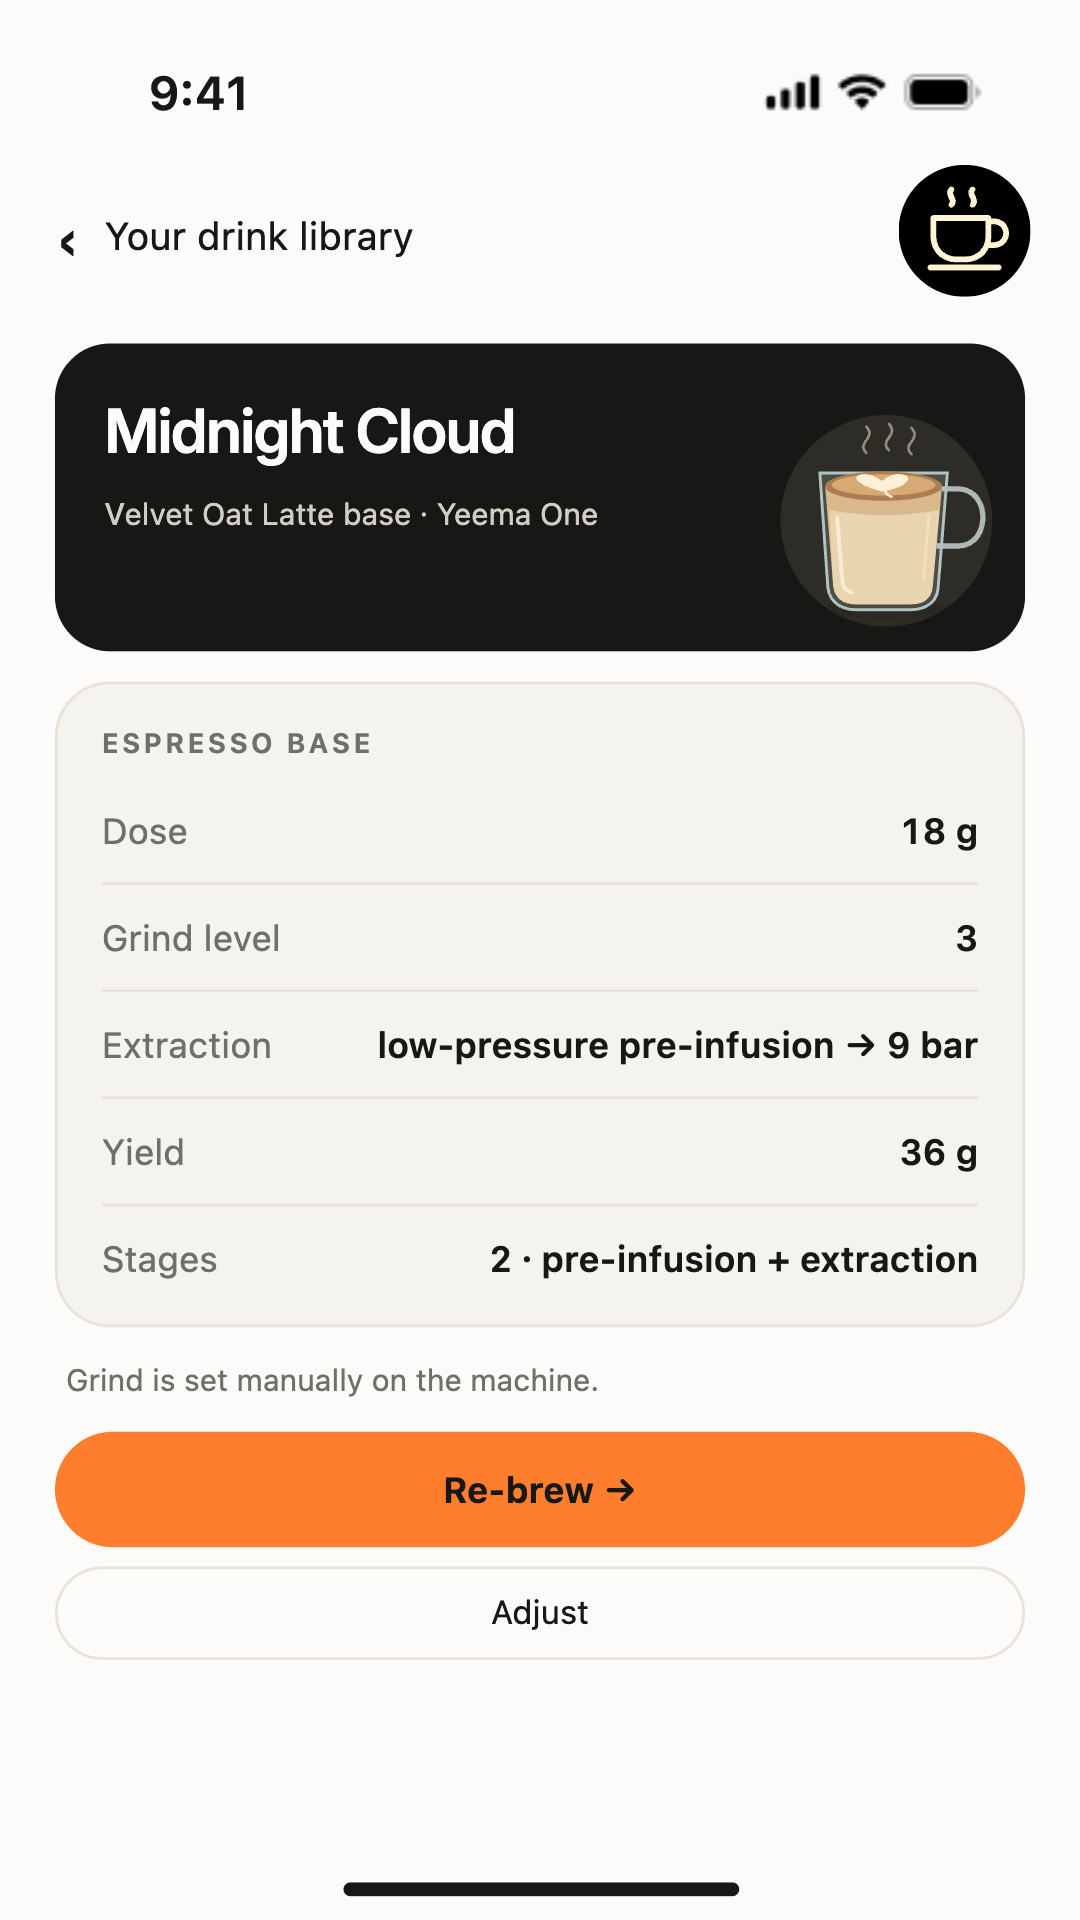 9:41
‹ Your drink library
Midnight Cloud
Velvet Oat Latte base · Yeema One
ESPRESSO BASE
Dose 18 g
Grind level 3
Extraction low-pressure pre-infusion → 9 bar
Yield 36 g
Stages 2 · pre-infusion + extraction
Grind is set manually on the machine.
Re-brew →
Adjust